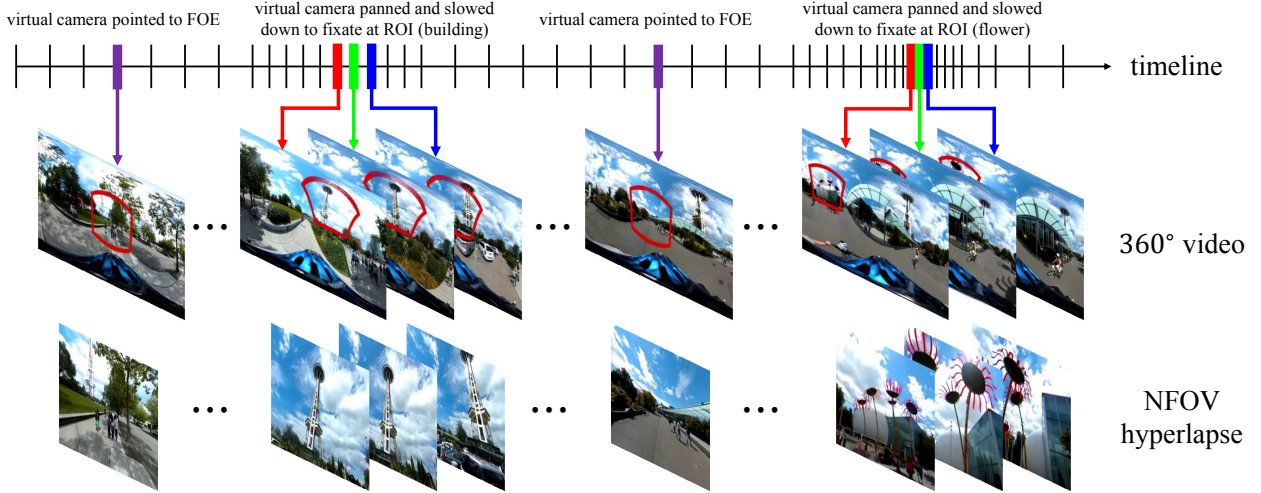 virtual camera pointed to FOE
virtual camera panned and slowed
down to fixate at ROI (building)
virtual camera pointed to FOE
virtual camera panned and slowed
down to fixate at ROI (flower)
timeline
360° video
NFOV
hyperlapse